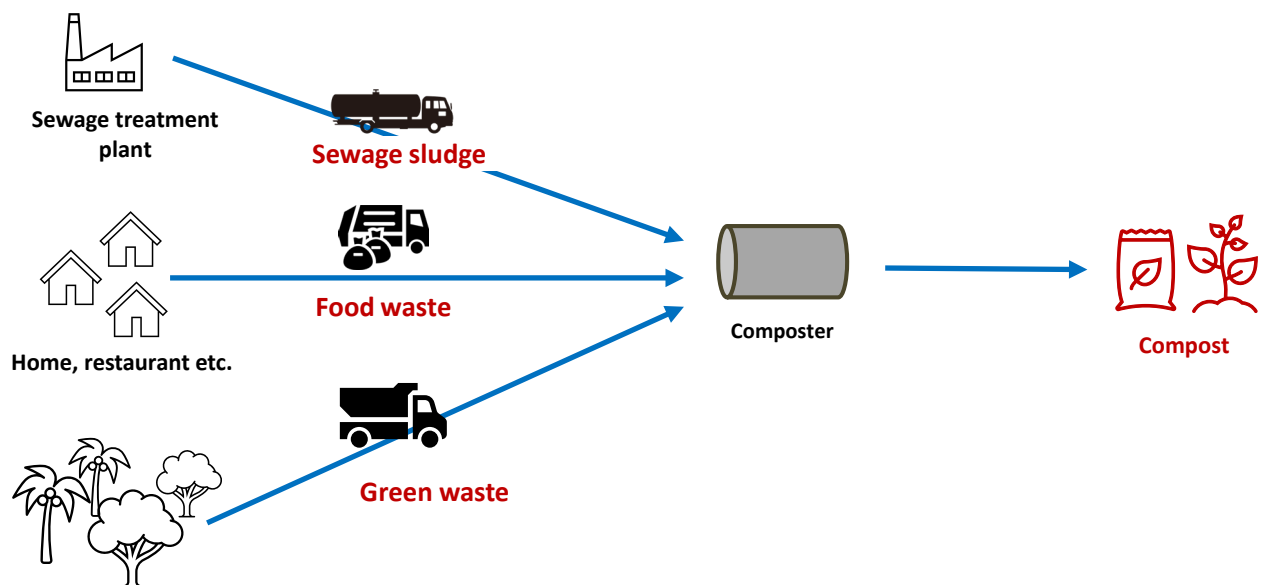 Sewage treatment
plant
Sewage sludge
Food waste
Home, restaurant etc.
Composter
Compost
Green waste